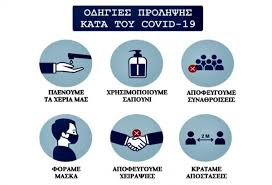 ΟΔΗΓΙΕΣ ΠΡΟΛΗΨΗΣ
ΚΑΤΑ ΤΟΥ COVID-19
ΠΛΕΝΟΥΜΕ
ΤΑ ΧΕΡΙΑ ΜΑΣ
ΧΡΗΣΙΜΟΠΟΙΟΥΜΕ
ΣΑΠΟΥΝΙ
ΑΠΟΦΕΥΓΟΥΜΕ
ΣΥΝΑΘΡΟΙΣΕΙΣ
2 M
ΦΟΡΑΜΕ
ΜΑΣΚΑ
ΑΠΟΦΕΥΓΟΥΜΕ
ΧΕΙΡΑΨΙΕΣ
ΚΡΑΤΑΜΕ
ΑΠΟΣΤΑΣΕΙΣ